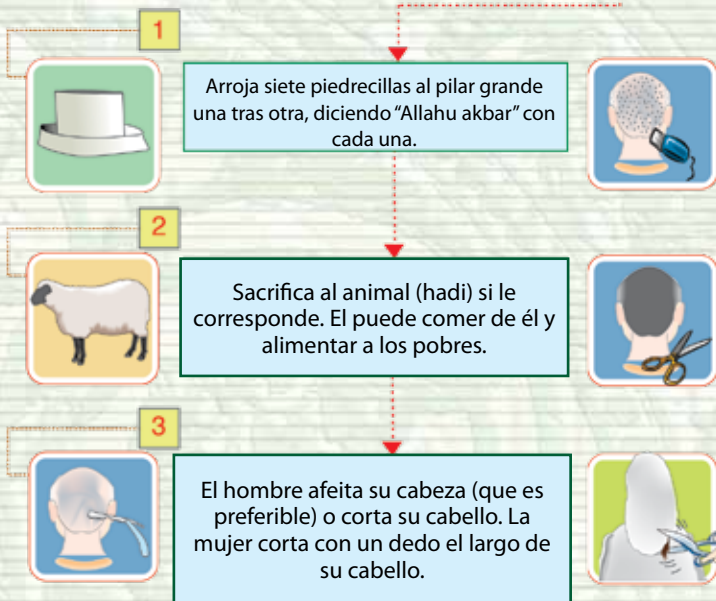 1
Arroja siete piedrecillas al pilar grande
una tras otra, diciendo “Allahu akbar” con
cada una.
2
Sacrifica al animal (hadi) si le
corresponde. El puede comer de él y
alimentar a los pobres.
3
El hombre afeita su cabeza (que es
preferible) o corta su cabello. La
mujer corta con un dedo el largo de
su cabello.